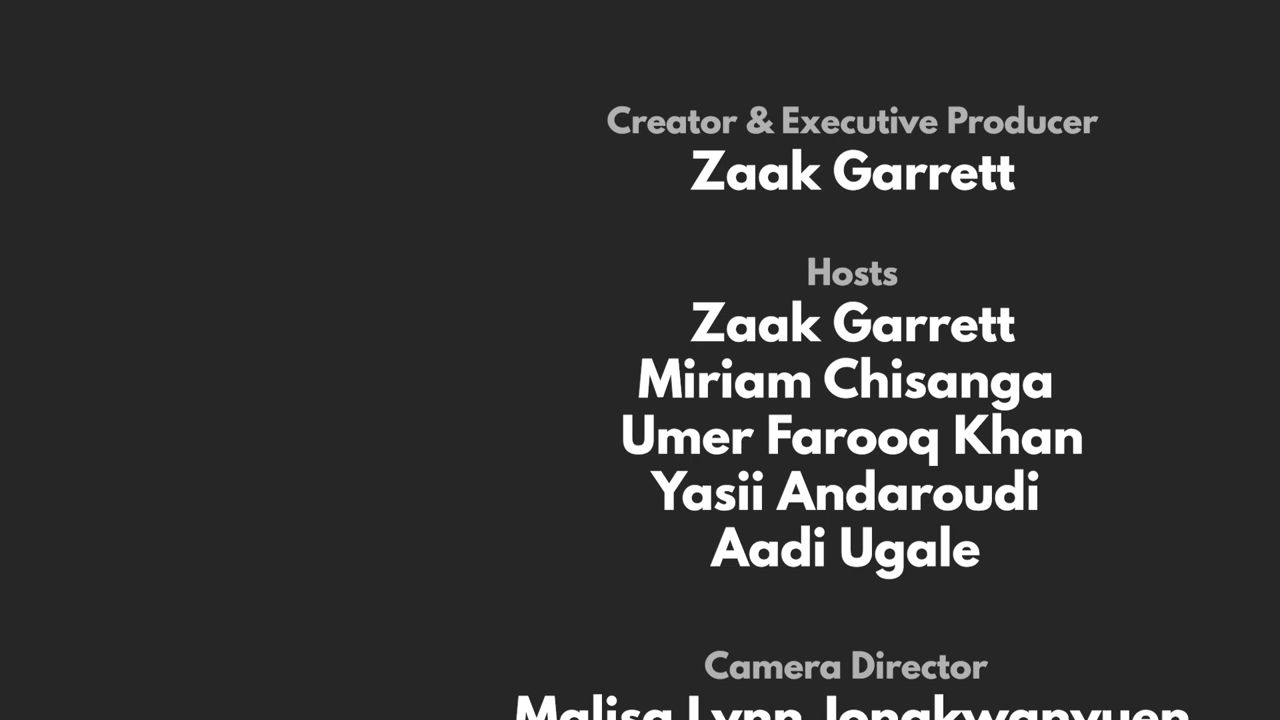 Creator & Executive Producer
Zaak Garrett
Hosts
Zaak Garrett
Miriam Chisanga
Umer Farooq Khan
Yasii Andaroudi
Aadi Ugale
Camera Director
Malisa Lynn Jongkwanyuen